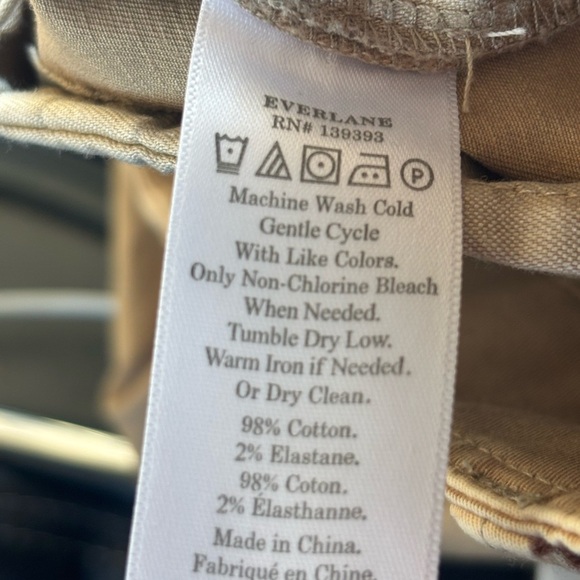 EVERLANE
RN# 139393
P
Machine Wash Cold
Gentle Cycle
With Like Colors.
Only Non-Chlorine Bleach
When Needed.
Tumble Dry Low.
Warm Iron if Needed.
Or Dry Clean.
98% Cotton.
2% Elastane.
98% Coton.
2% Élasthanne.
Made in China.
Fabriqué en Chine.